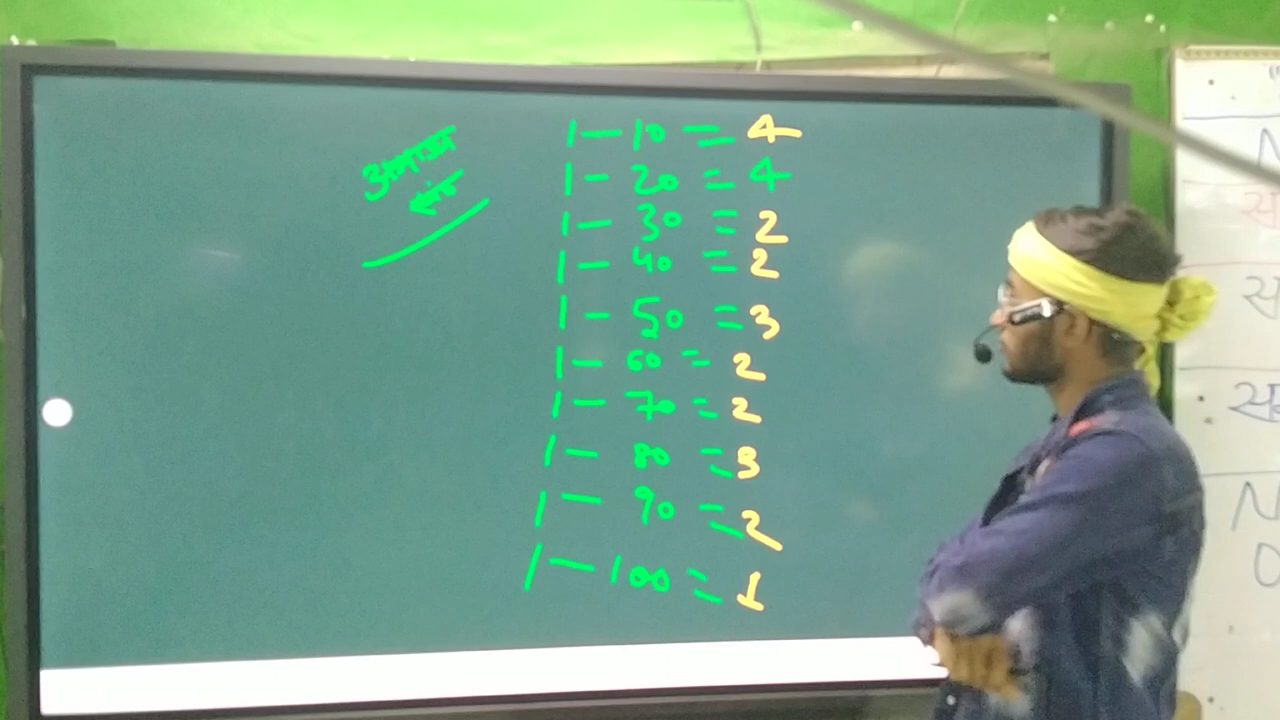 अभाज्य
1 - 10 = 4
1 - 20 = 4
1 - 30 = 2
1 - 40 = 2
1 - 50 = 3
1 - 60 = 2
1 - 70 = 2
1 - 80 = 3
1 - 90 = 2
1 - 100 = 1